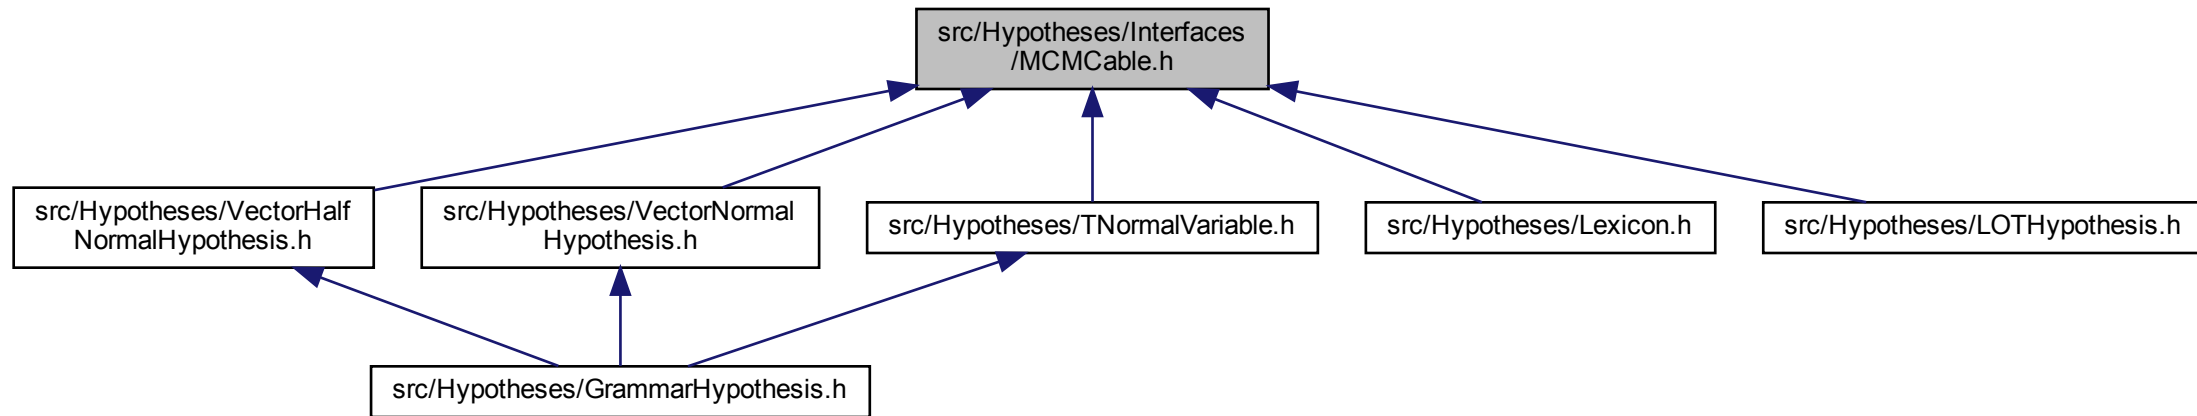 src/Hypotheses/Interfaces
/MCMCable.h
src/Hypotheses/VectorHalf
NormalHypothesis.h
src/Hypotheses/VectorNormal
Hypothesis.h
src/Hypotheses/TNormalVariable.h
src/Hypotheses/Lexicon.h
src/Hypotheses/LOTHypothesis.h
src/Hypotheses/GrammarHypothesis.h